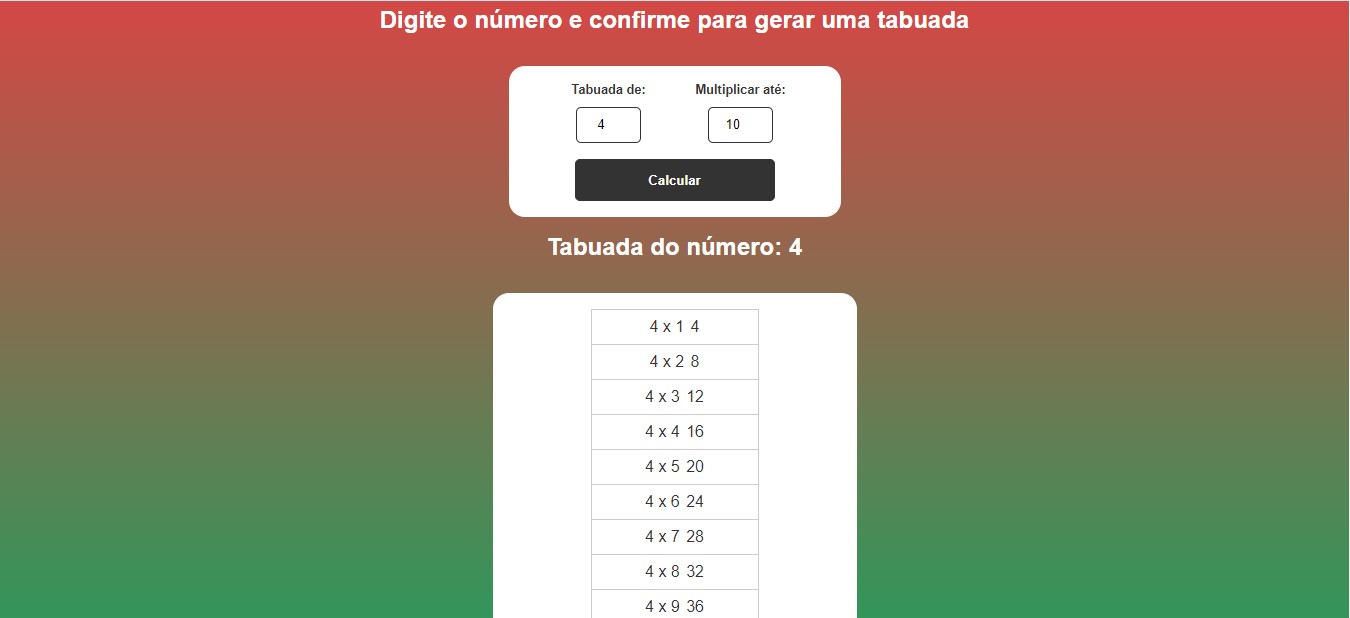 Digite o número e confirme para gerar uma tabuada
Tabuada de: Multiplicar até:
4 10
Calcular
Tabuada do número: 4
4 x 1 4
4 x 2 8
4 x 3 12
4 x 4 16
4 x 5 20
4 x 6 24
4 x 7 28
4 x 8 32
4 x 9 36